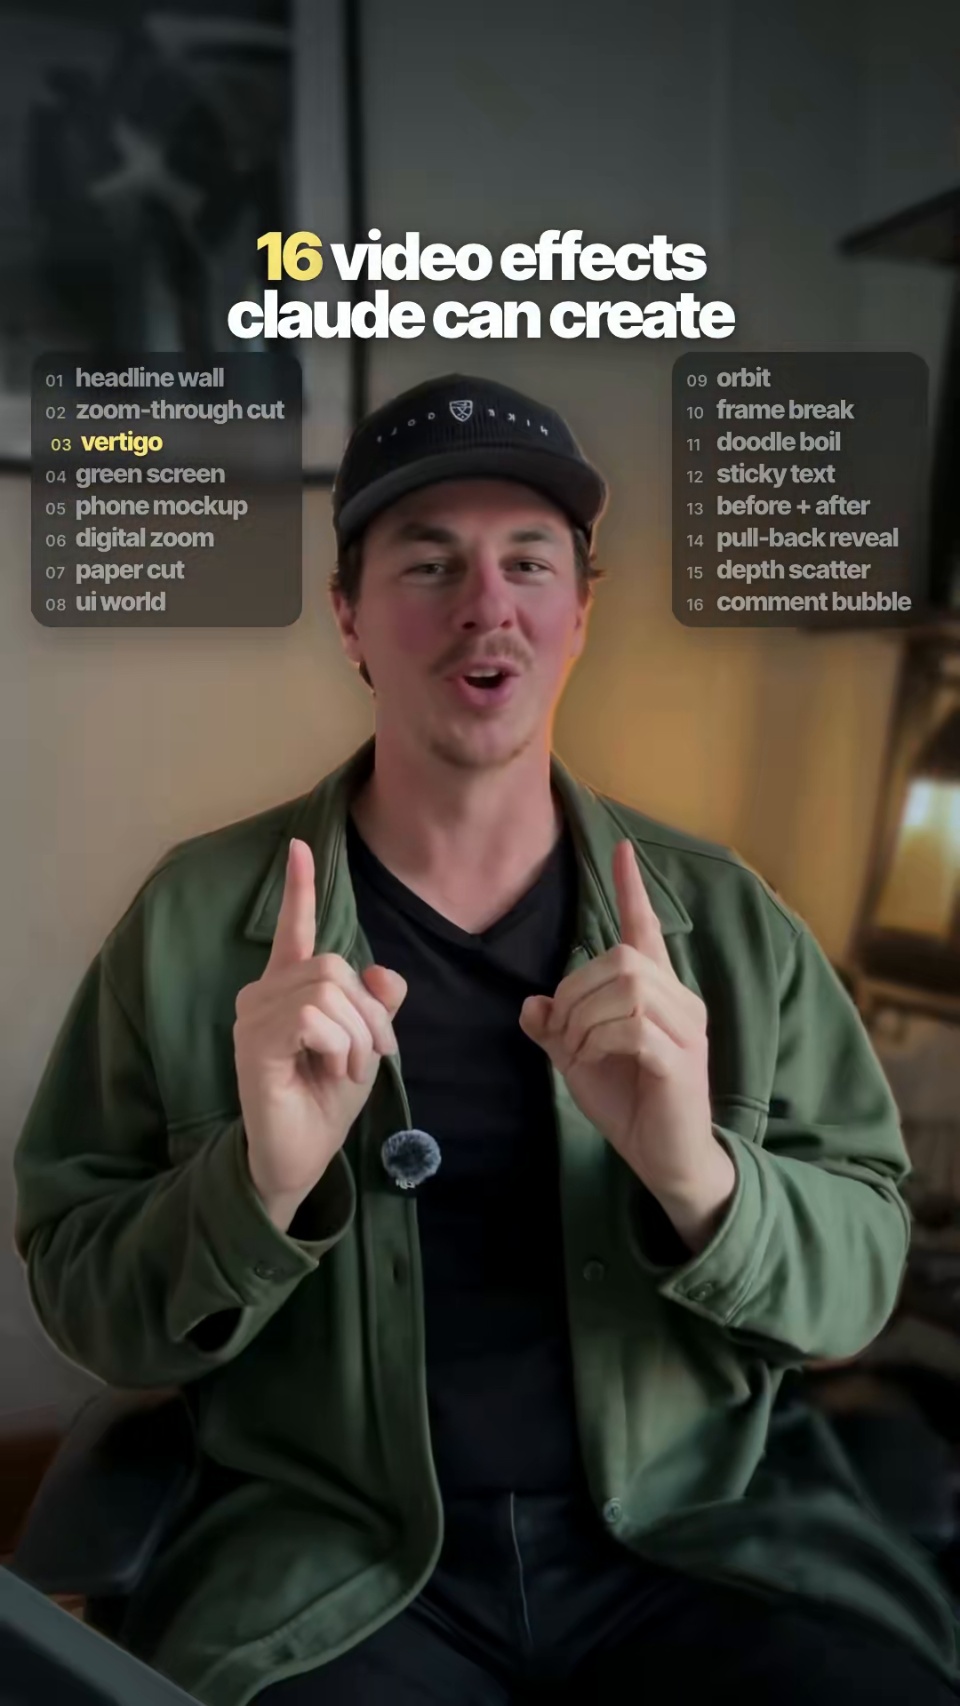 16 video effects
claude can create
01 headline wall
02 zoom-through cut
03 vertigo
04 green screen
05 phone mockup
06 digital zoom
07 paper cut
08 ui world
09 orbit
10 frame break
11 doodle boil
12 sticky text
13 before + after
14 pull-back reveal
15 depth scatter
16 comment bubble